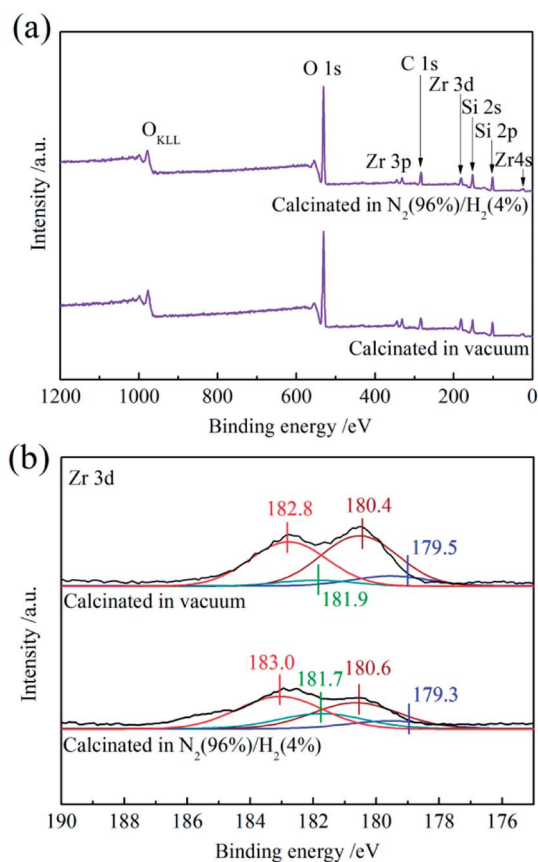 (a)
Intensity /a.u.
O 1s
C 1s
Zr 3d
Si 2s
Si 2p
Zr4s
O_KLL
Zr 3p
Calcinated in N₂(96%)/H₂(4%)
Calcinated in vacuum
1200 1000 800 600 400 200 0
Binding energy /eV
(b)
Zr 3d
Intensity /a.u.
182.8
180.4
179.5
181.9
Calcinated in vacuum
183.0
181.7
180.6
179.3
Calcinated in N₂(96%)/H₂(4%)
190 188 186 184 182 180 178 176
Binding energy /eV